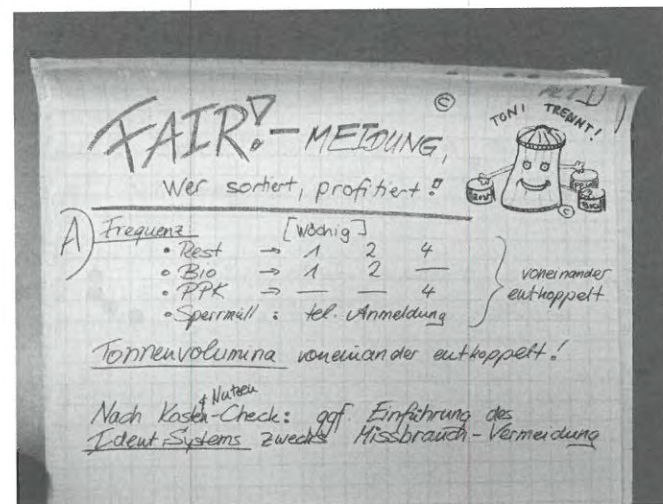 ©
TONI TRENNT!
FAIR!-MEIDUNG,
Wer sortiert, profitiert!
A) Frequenz [wöchig]
• Rest → 1 2 4
• Bio → 1 2 —
• PPK → — — 4
• Sperrmüll : tel. Anmeldung
voneinander
entkoppelt
Tonnenvolumina voneinander entkoppelt!
Nach Kosten & Nutzen-Check: ggf. Einführung des
Ident-Systems zwecks Missbrauch-Vermeidung